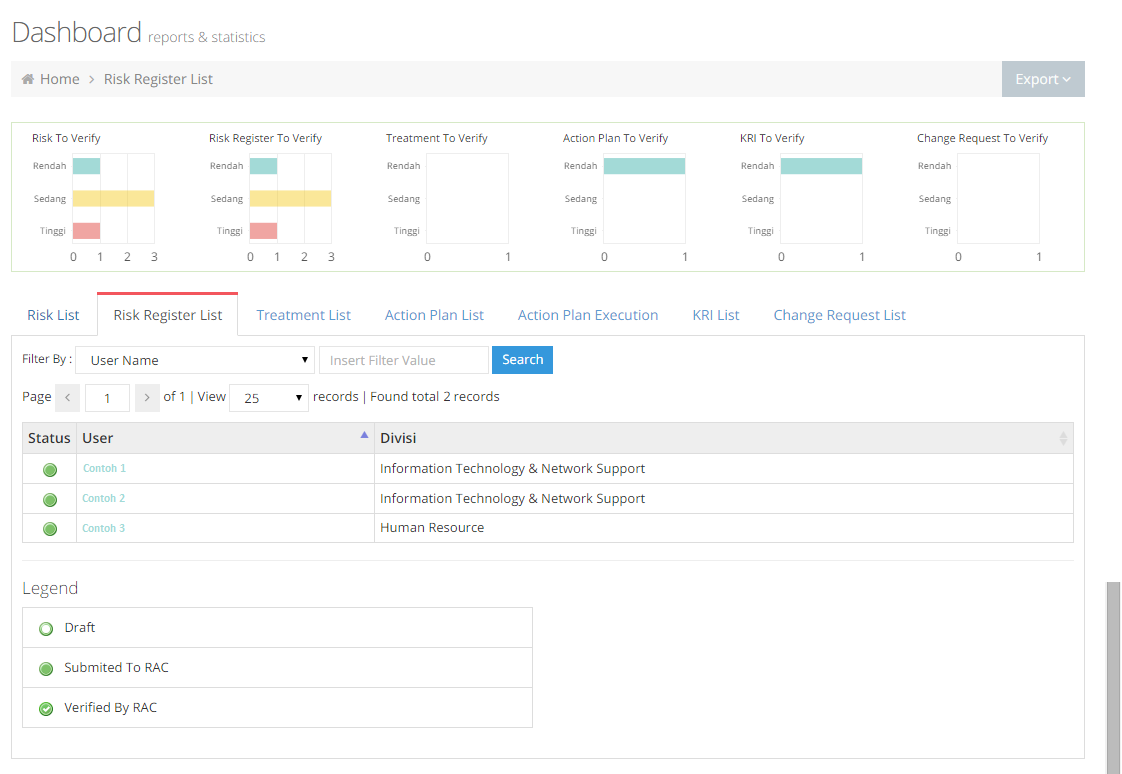 Dashboard reports & statistics
Home > Risk Register List Export
Risk To Verify Risk Register To Verify Treatment To Verify Action Plan To Verify KRI To Verify Change Request To Verify
Rendah Rendah Rendah Rendah Rendah Rendah
Sedang Sedang Sedang Sedang Sedang Sedang
Tinggi Tinggi Tinggi Tinggi Tinggi Tinggi
0 1 2 3 0 1 2 3 0 1 0 1 0 1 0 1
Risk List Risk Register List Treatment List Action Plan List Action Plan Execution KRI List Change Request List
Filter By : User Name Insert Filter Value Search
Page < 1 > of 1 | View 25 records | Found total 2 records
Status User Divisi
Contoh 1 Information Technology & Network Support
Contoh 2 Information Technology & Network Support
Contoh 3 Human Resource
Legend
Draft
Submited To RAC
Verified By RAC